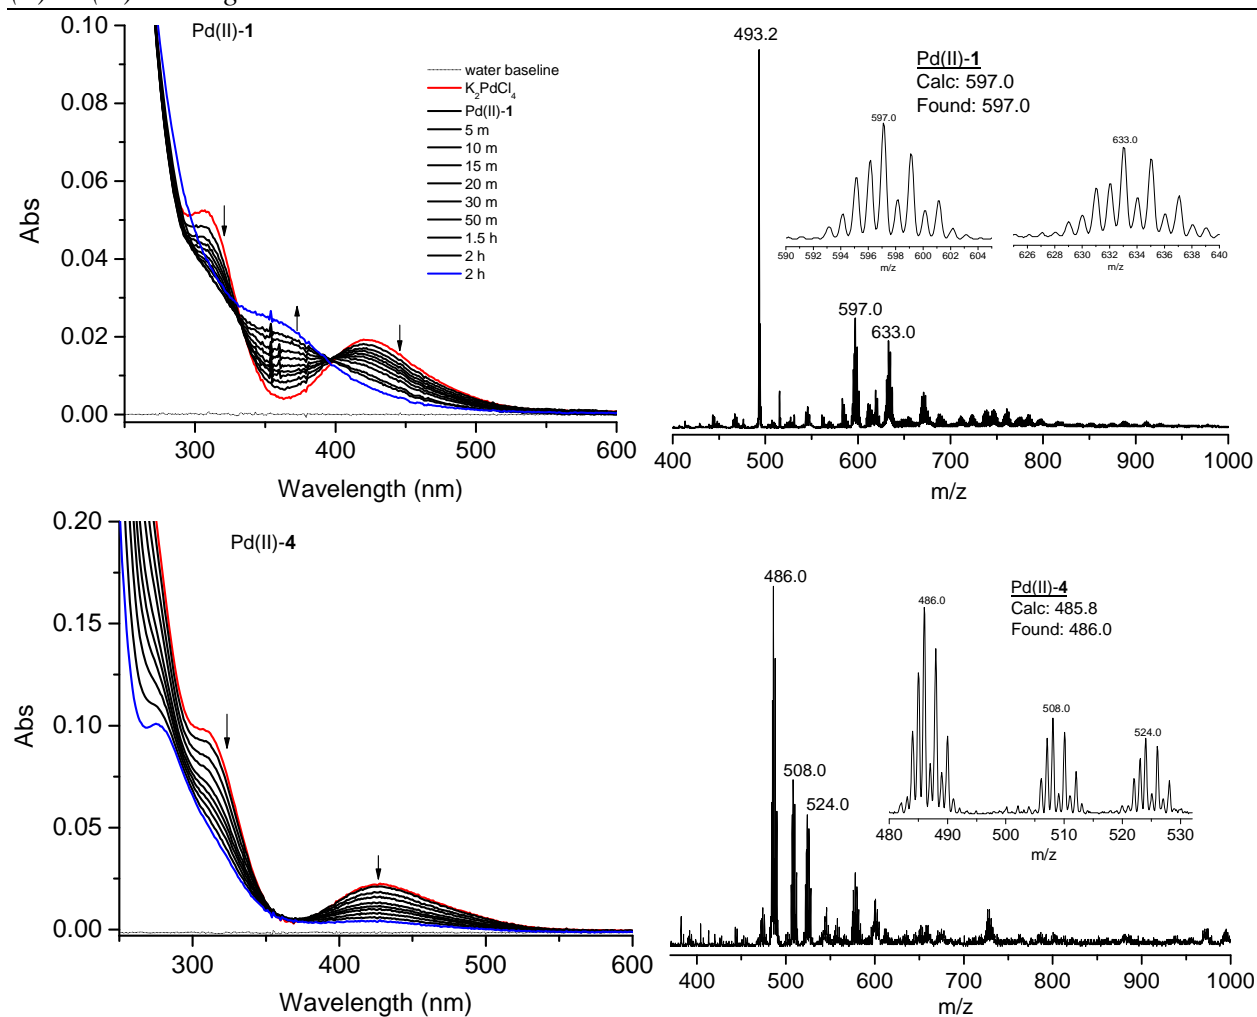 Pd(II)-1
water baseline
K2PdCl4
Pd(II)-1
5 m
10 m
15 m
20 m
30 m
50 m
1.5 h
2 h
2 h
0.10
0.08
0.06
0.04
0.02
0.00
Abs
300
400
500
600
Wavelength (nm)
493.2
Pd(II)-1
Calc: 597.0
Found: 597.0
597.0
590 592 594 596 598 600 602 604
m/z
633.0
626 628 630 632 634 636 638 640
m/z
597.0
633.0
400 500 600 700 800 900 1000
m/z
Pd(II)-4
0.20
0.15
0.10
0.05
0.00
Abs
300
400
500
600
Wavelength (nm)
486.0
Pd(II)-4
Calc: 485.8
Found: 486.0
486.0
508.0
524.0
480 490 500 510 520 530
m/z
508.0
524.0
400 500 600 700 800 900 1000
m/z